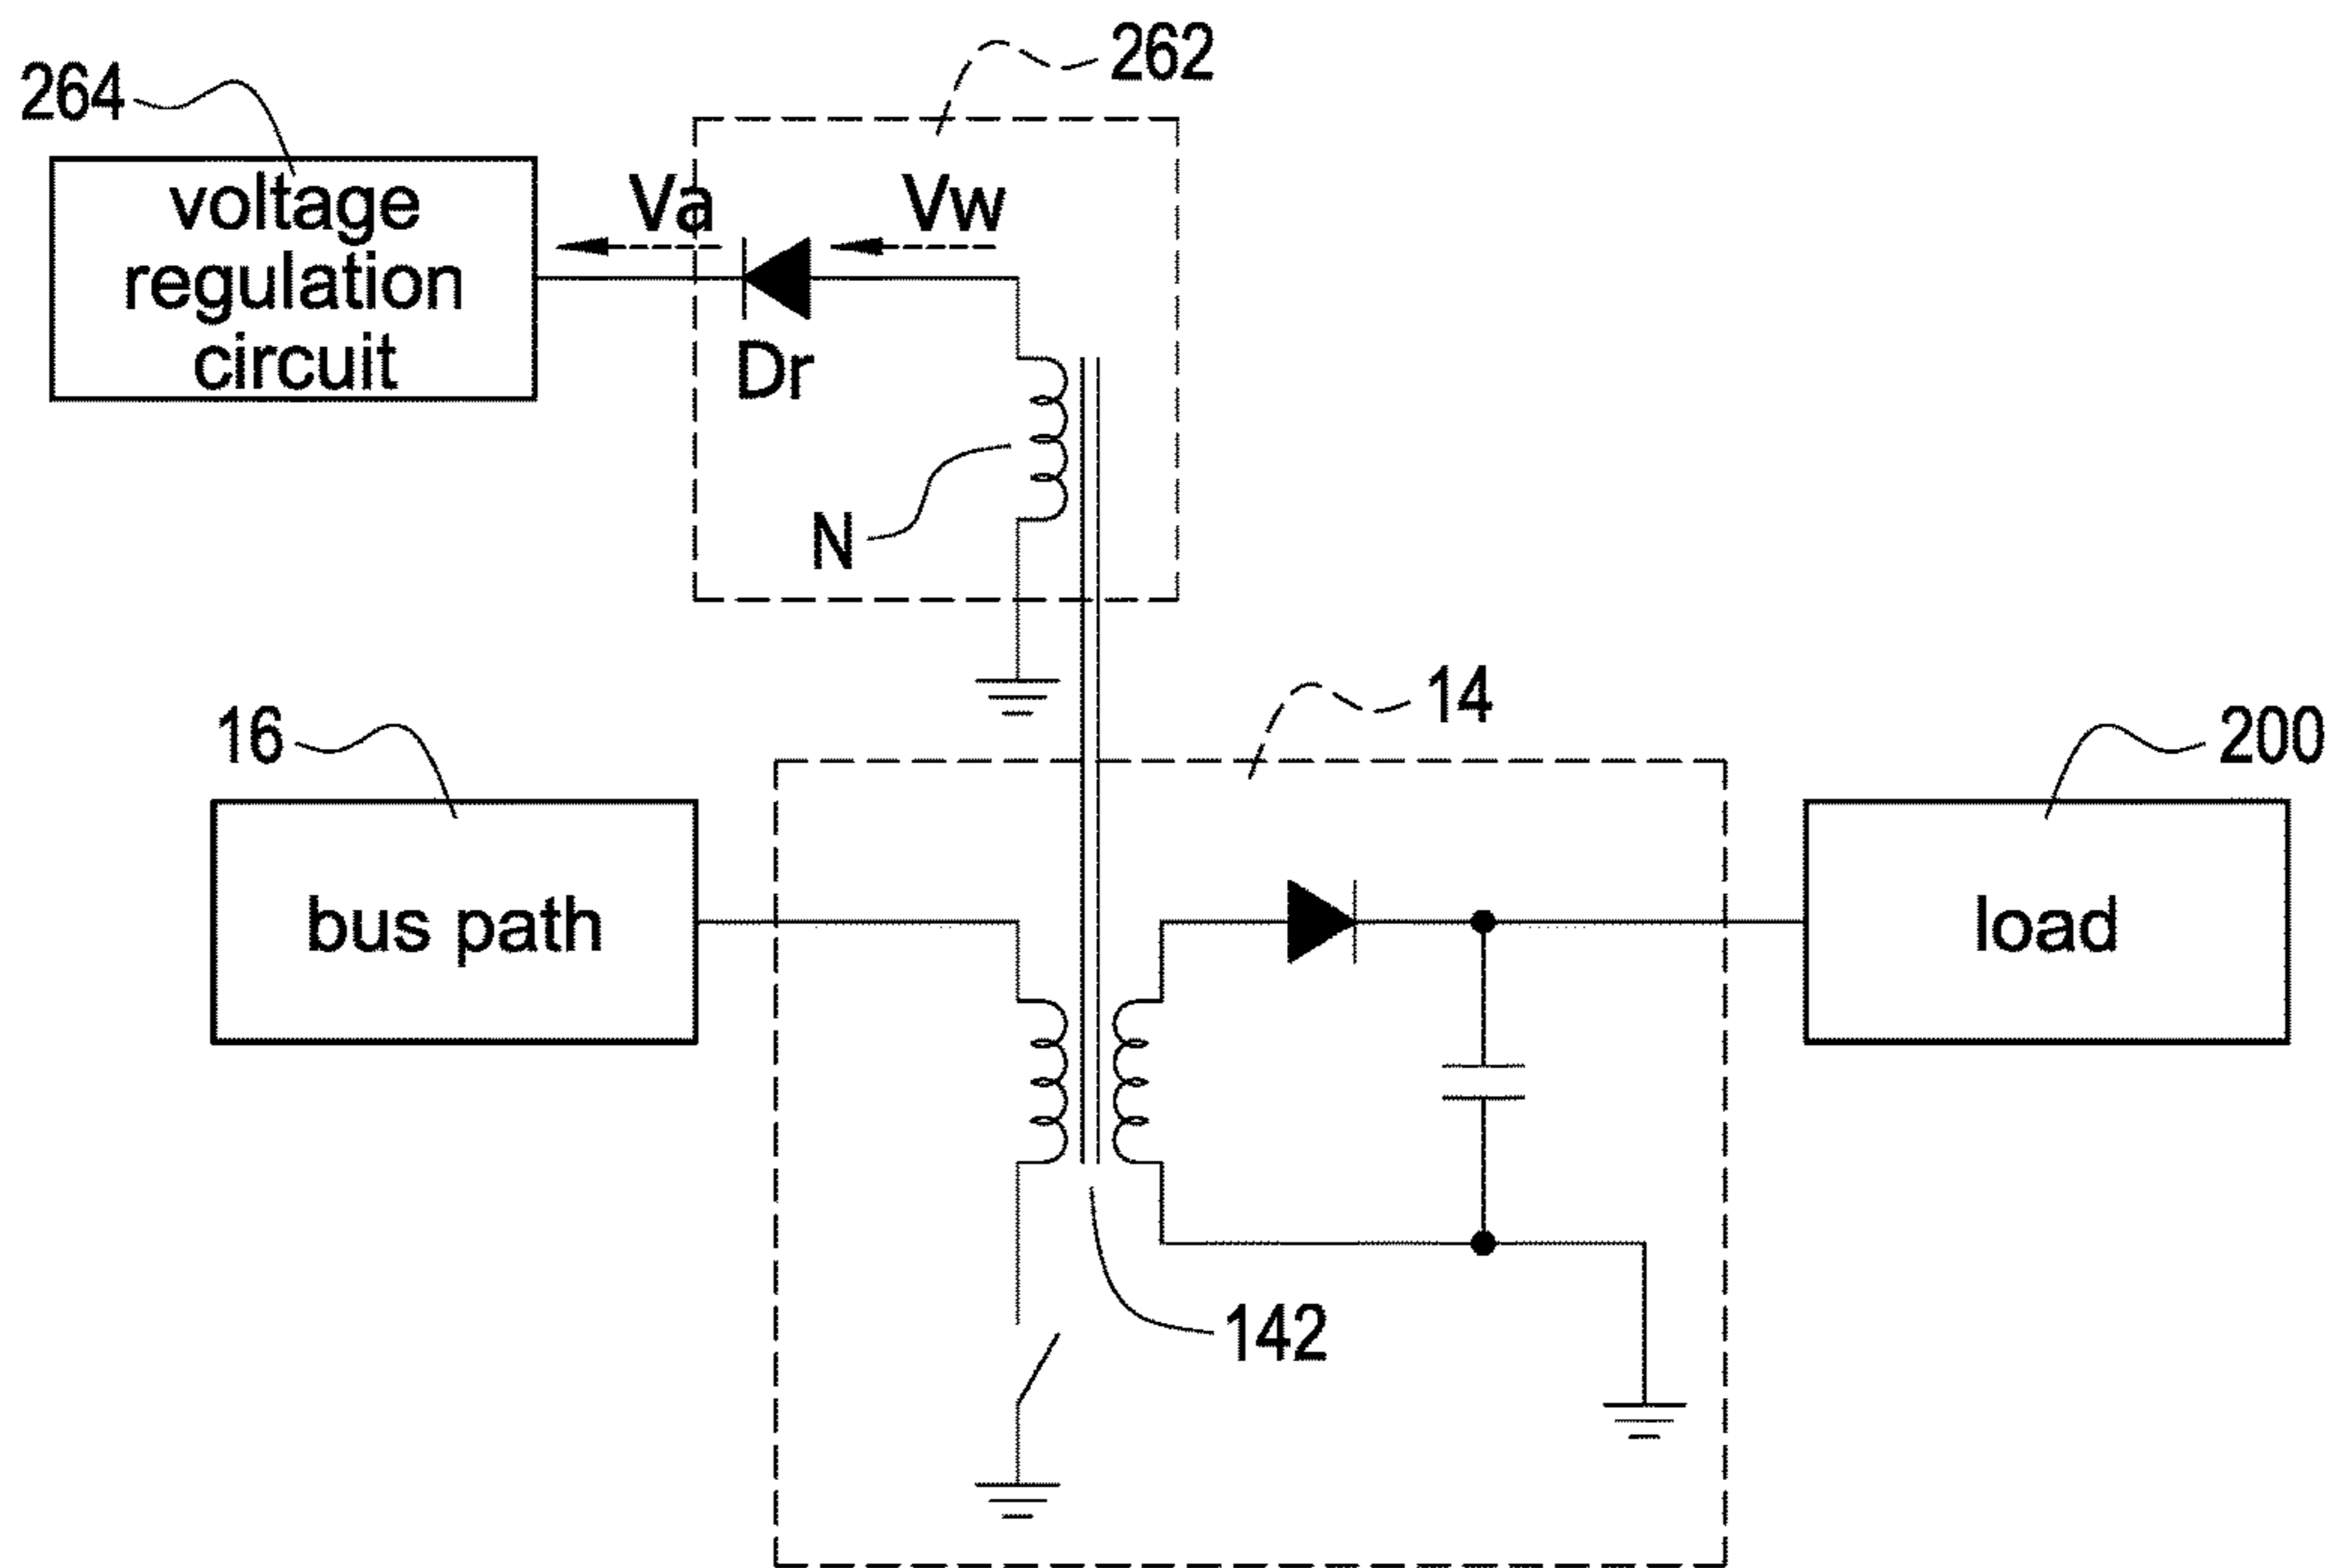 262
264
voltage
regulation
circuit
Va
Vw
Dr
N
14
16
200
bus path
load
142